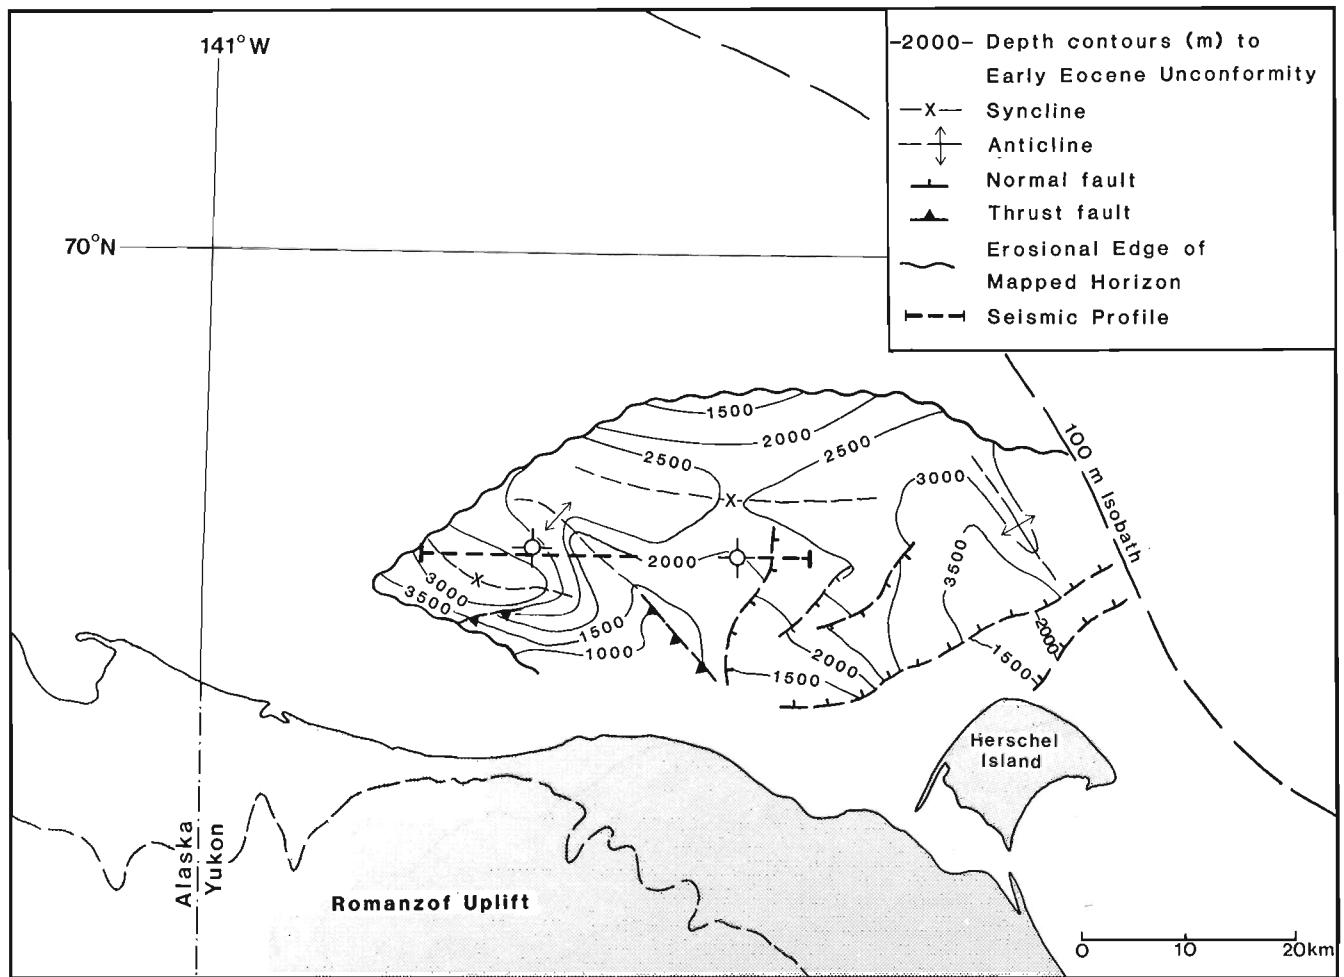 141°W
-2000- Depth contours (m) to
Early Eocene Unconformity
—X— Syncline
Anticline
Normal fault
Thrust fault
Erosional Edge of
Mapped Horizon
Seismic Profile
70°N
1500
2000
2500
2500
3000
100 m Isobath
X
3500
2000
X
3000
3500
1500
1000
2000
1500
2000
1500
Herschel
Island
Alaska
Yukon
Romanzof Uplift
0 10 20km